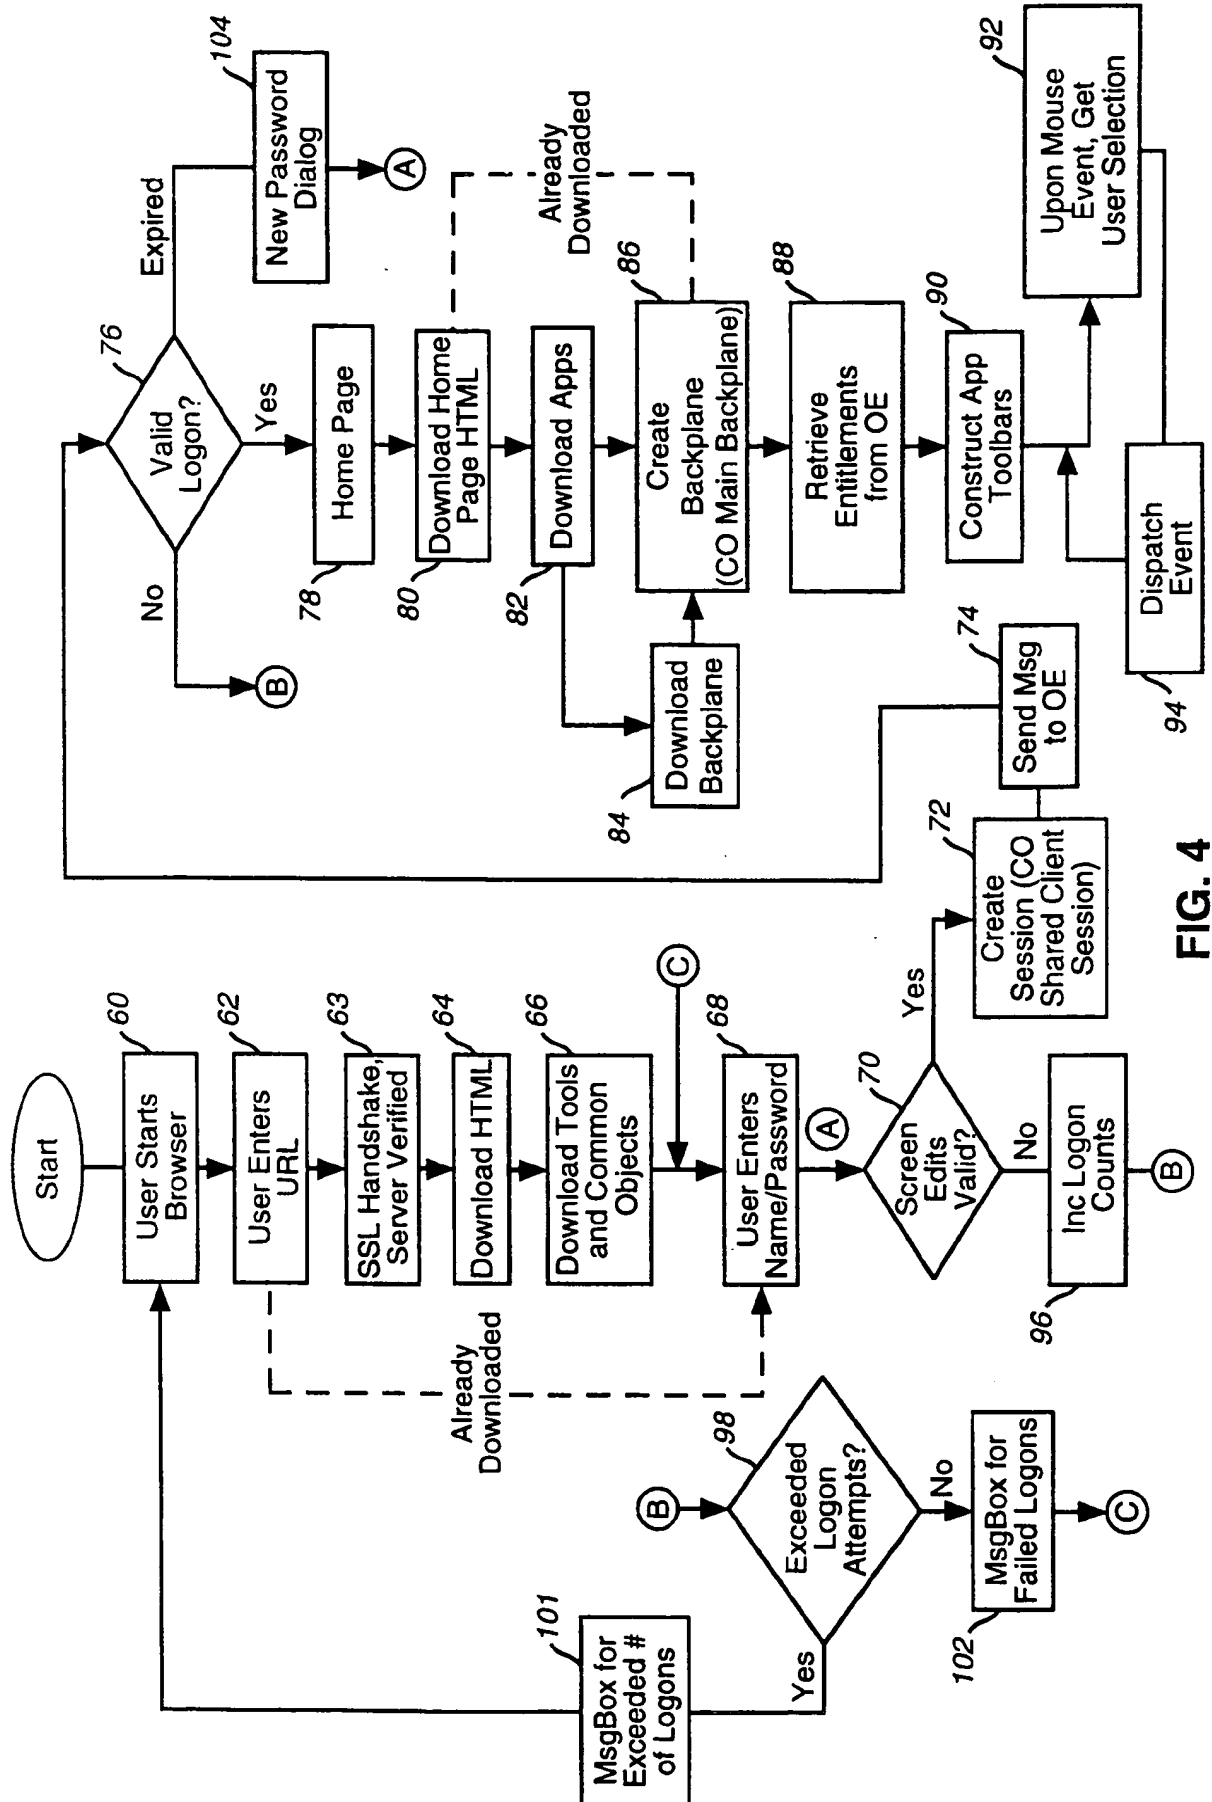 Start
60
User Starts
Browser
62
User Enters
URL
63
SSL Handshake,
Server Verified
64
Download HTML
66
Download Tools
and Common
Objects
C
Already
Downloaded
68
User Enters
Name/Password
A
70
Screen
Edits
Valid?
Yes
No
72
Create
Session (CO
Shared Client
Session)
74
Send Msg
to OE
96
Inc Logon
Counts
B
B
98
Exceeded
Logon
Attempts?
Yes
No
101
MsgBox for
Exceeded #
of Logons
102
MsgBox for
Failed Logons
C
76
Valid
Logon?
No
Yes
Expired
B
104
New Password
Dialog
A
78
Home Page
80
Download Home
Page HTML
Already
Downloaded
82
Download Apps
84
Download
Backplane
86
Create
Backplane
(CO Main Backplane)
88
Retrieve
Entitlements
from OE
90
Construct App
Toolbars
92
Upon Mouse
Event, Get
User Selection
94
Dispatch
Event
FIG. 4